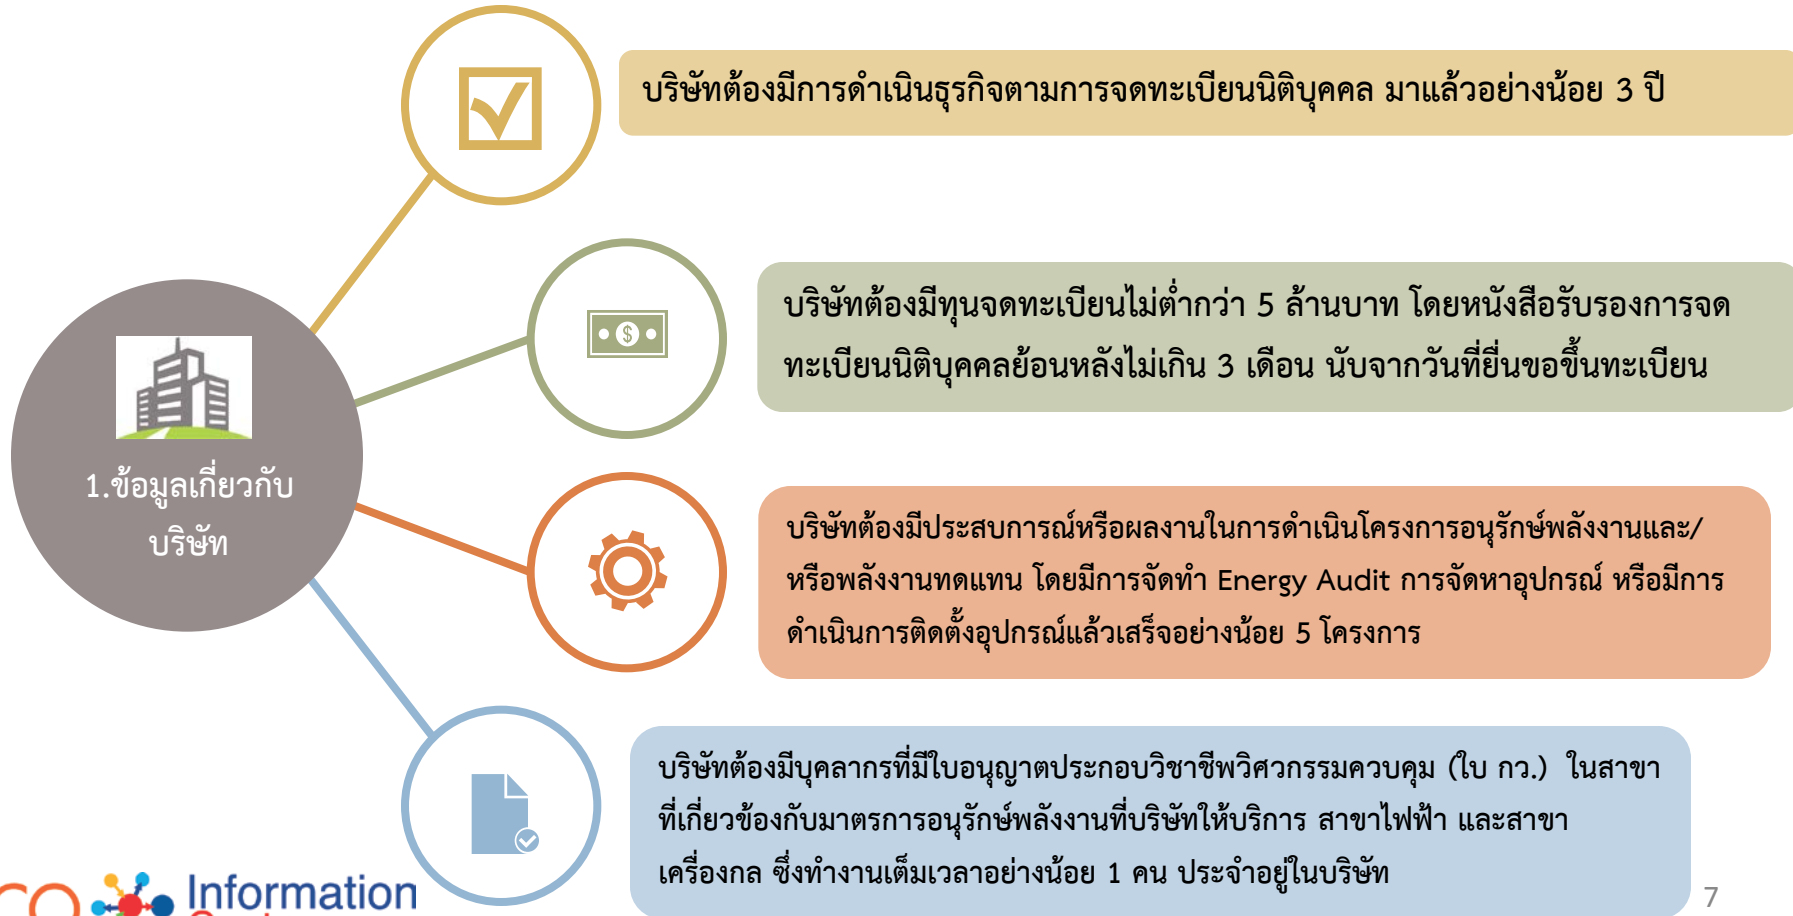 บริษัทต้องมีการดำเนินธุรกิจตามการจดทะเบียนนิติบุคคล มาแล้วอย่างน้อย 3 ปี
บริษัทต้องมีทุนจดทะเบียนไม่ต่ำกว่า 5 ล้านบาท โดยหนังสือรับรองการจด
ทะเบียนนิติบุคคลย้อนหลังไม่เกิน 3 เดือน นับจากวันที่ยื่นขอขึ้นทะเบียน
1.ข้อมูลเกี่ยวกับ
บริษัท
บริษัทต้องมีประสบการณ์หรือผลงานในการดำเนินโครงการอนุรักษ์พลังงานและ/
หรือพลังงานทดแทน โดยมีการจัดทำ Energy Audit การจัดหาอุปกรณ์ หรือมีการ
ดำเนินการติดตั้งอุปกรณ์แล้วเสร็จอย่างน้อย 5 โครงการ
บริษัทต้องมีบุคลากรที่มีใบอนุญาตประกอบวิชาชีพวิศวกรรมควบคุม (ใบ กว.) ในสาขา
ที่เกี่ยวข้องกับมาตรการอนุรักษ์พลังงานที่บริษัทให้บริการ สาขาไฟฟ้า และสาขา
เครื่องกล ซึ่งทำงานเต็มเวลาอย่างน้อย 1 คน ประจำอยู่ในบริษัท
Information
7